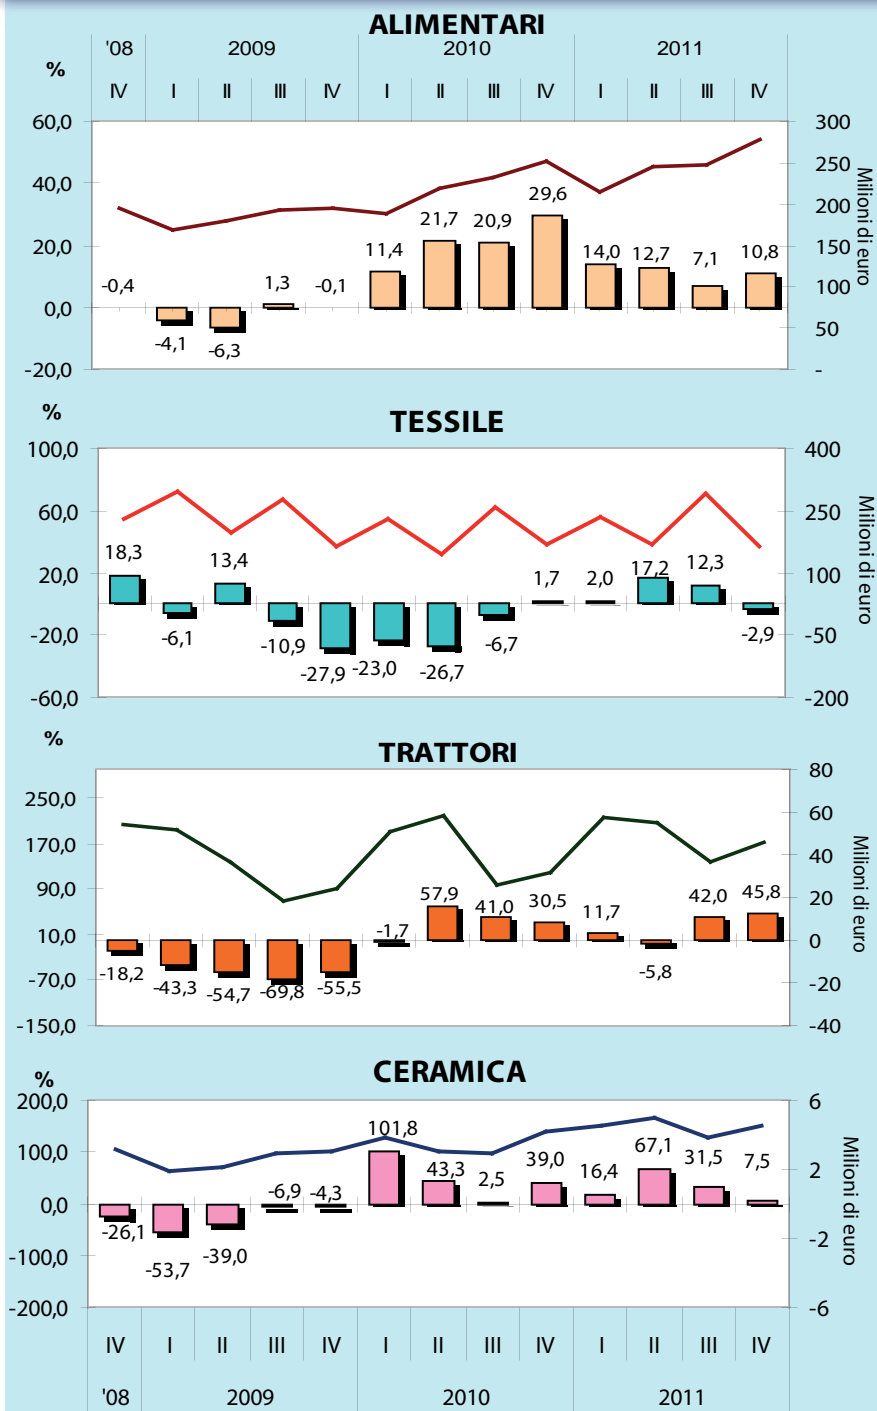 ALIMENTARI
'08 2009 2010 2011
%
IV I II III IV I II III IV I II III IV
60,0 300
250
40,0
200
29,6
21,7 20,9
20,0 150
11,4 14,0 12,7 7,1 10,8
-0,4 1,3 -0,1 100
0,0
50
-4,1 -6,3
-20,0 -
Milioni di euro
%
TESSILE
100,0 400
60,0 250
18,3 13,4 1,7 2,0 17,2 12,3
20,0 100
-20,0 -50
-6,1 -10,9 -27,9 -23,0 -26,7 -6,7 -2,9
-60,0 -200
Milioni di euro
%
TRATTORI
80
250,0
60
170,0
40
90,0
20
57,9 41,0 30,5 11,7 42,0 45,8
-1,7
10,0 0
-18,2 -43,3 -54,7 -69,8 -55,5 -5,8
-70,0 -20
-150,0 -40
Milioni di euro
%
CERAMICA
200,0 6
101,8 43,3 2,5 39,0 16,4 67,1 31,5 7,5
100,0
2
-6,9 -4,3
0,0
-26,1 -53,7 -39,0
-2
-100,0
-200,0 -6
Milioni di euro
IV I II III IV I II III IV I II III IV
'08 2009 2010 2011